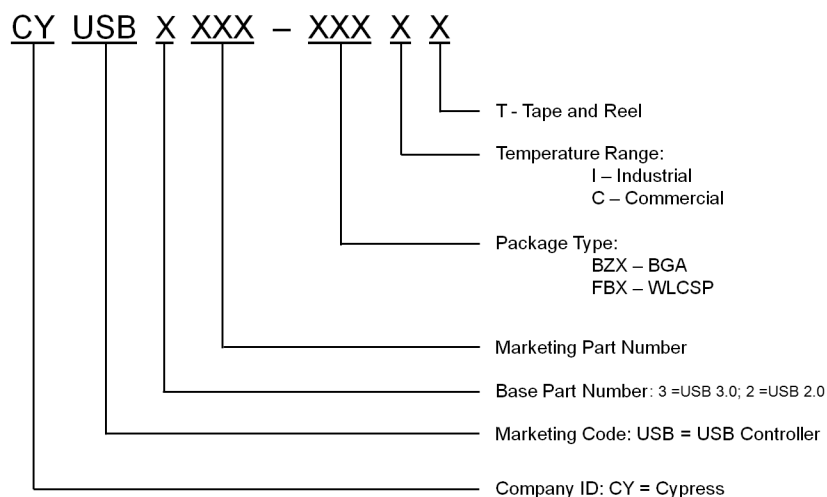 CY USB X XXX – XXX X X
T - Tape and Reel
Temperature Range:
I – Industrial
C – Commercial
Package Type:
BZX – BGA
FBX – WLCSP
Marketing Part Number
Base Part Number: 3 =USB 3.0; 2 =USB 2.0
Marketing Code: USB = USB Controller
Company ID: CY = Cypress